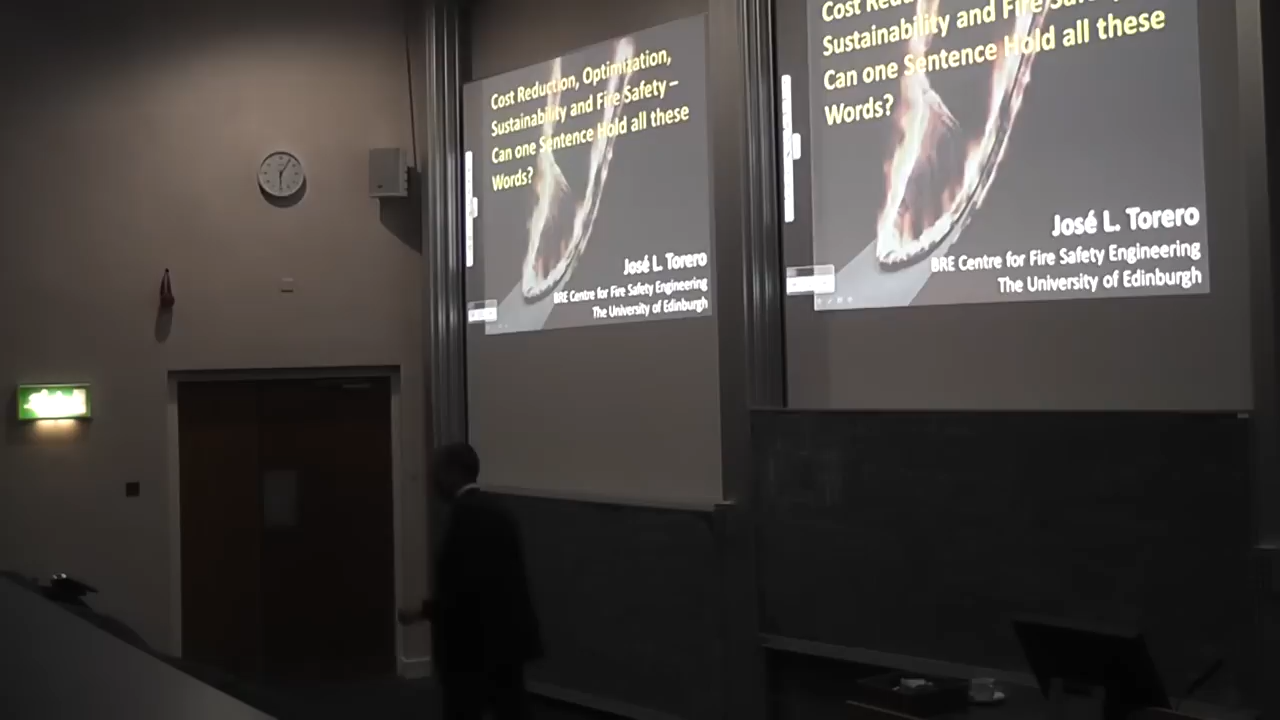 Cost Reduction, Optimization,
Sustainability and Fire Safety –
Can one Sentence Hold all these
Words?
José L. Torero
BRE Centre for Fire Safety Engineering
The University of Edinburgh
Sustainability and Fire
Can one Sentence Hold all these
Words?
José L. Torero
BRE Centre for Fire Safety Engineering
The University of Edinburgh